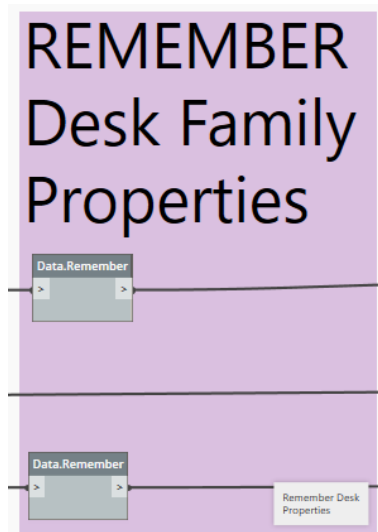 REMEMBER
Desk Family
Properties
Data.Remember
> >
Data.Remember
> >
Remember Desk
Properties